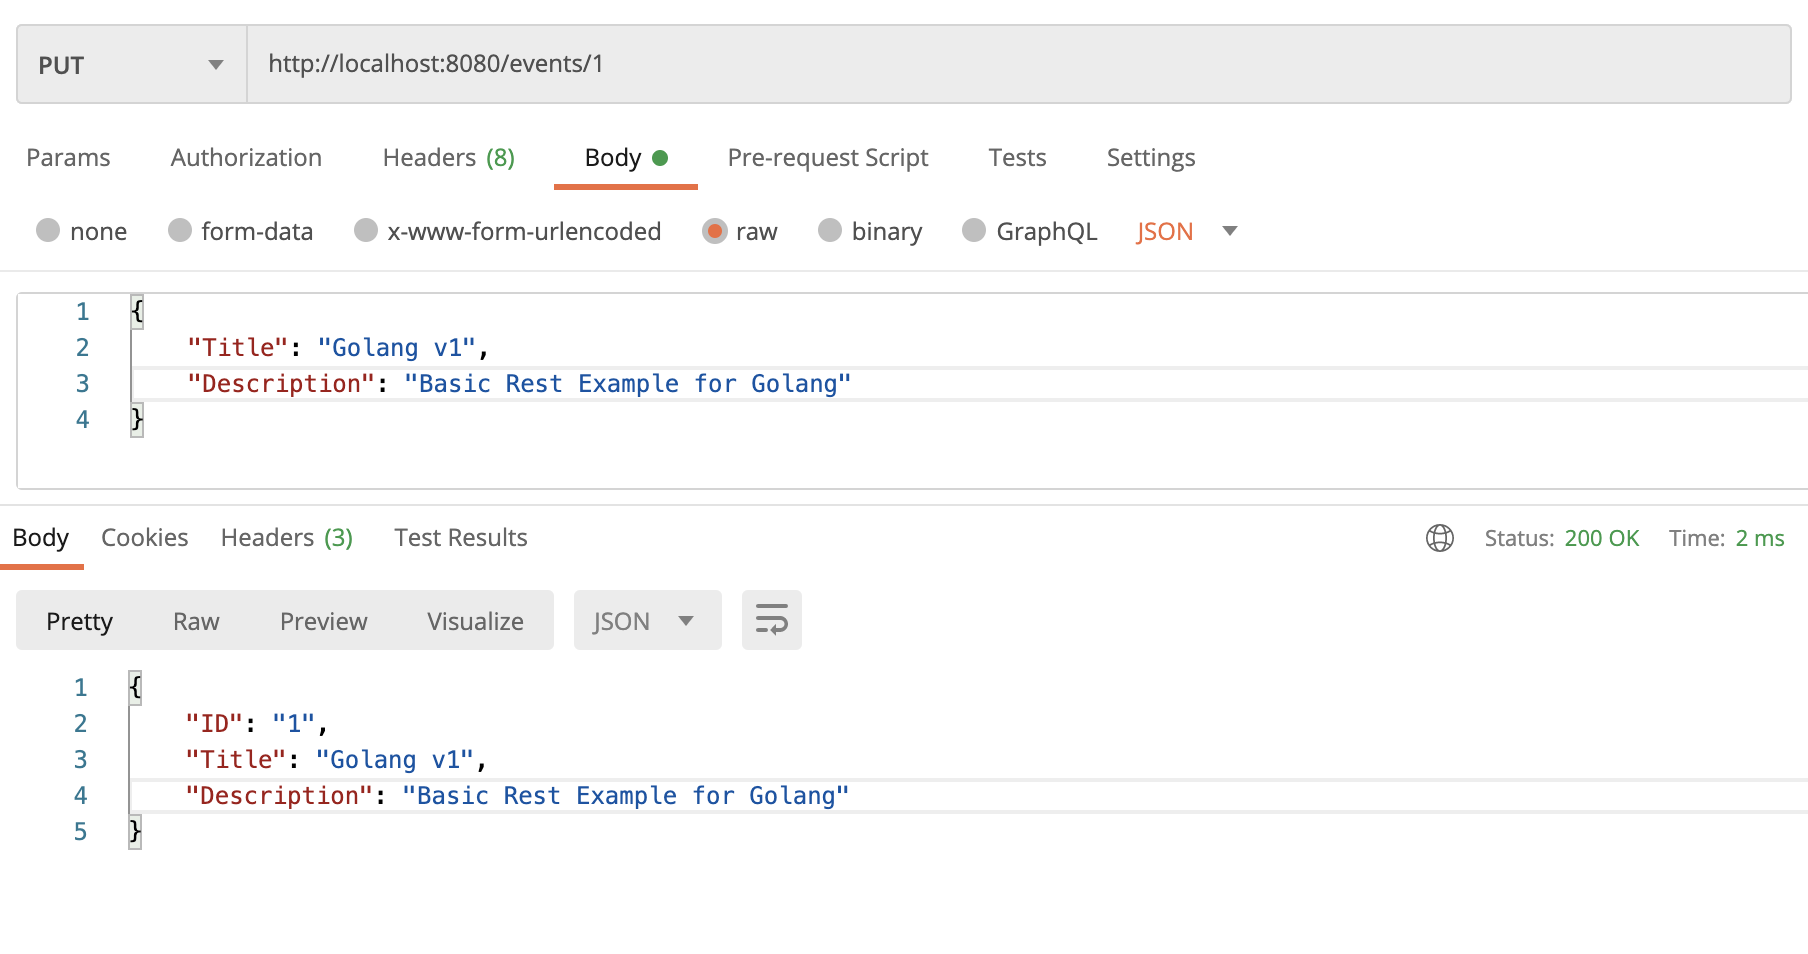 PUT http://localhost:8080/events/1
Params Authorization Headers (8) Body Pre-request Script Tests Settings
none form-data x-www-form-urlencoded raw binary GraphQL JSON
1 {
2 "Title": "Golang v1",
3 "Description": "Basic Rest Example for Golang"
4 }
Body Cookies Headers (3) Test Results Status: 200 OK Time: 2 ms
Pretty Raw Preview Visualize JSON
1 {
2 "ID": "1",
3 "Title": "Golang v1",
4 "Description": "Basic Rest Example for Golang"
5 }